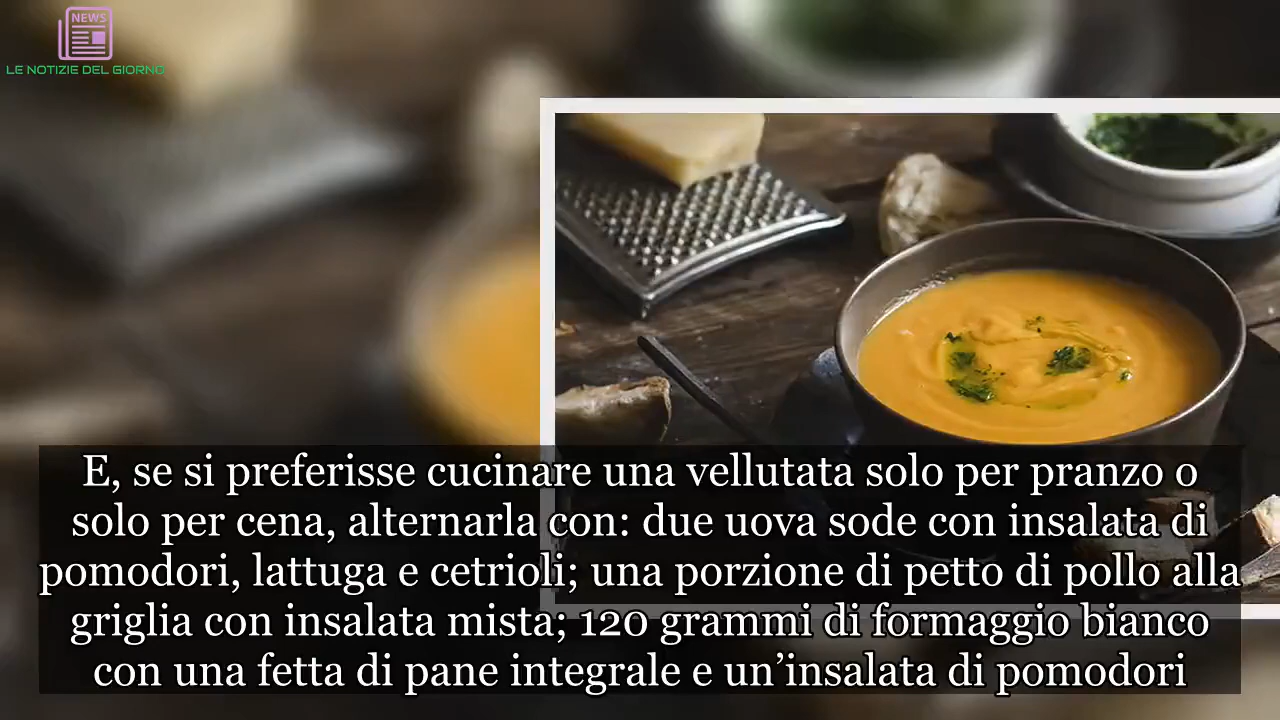 NEWS
LE NOTIZIE DEL GIORNO
E, se si preferisse cucinare una vellutata solo per pranzo o
solo per cena, alternarla con: due uova sode con insalata di
pomodori, lattuga e cetrioli; una porzione di petto di pollo alla
griglia con insalata mista; 120 grammi di formaggio bianco
con una fetta di pane integrale e un’insalata di pomodori